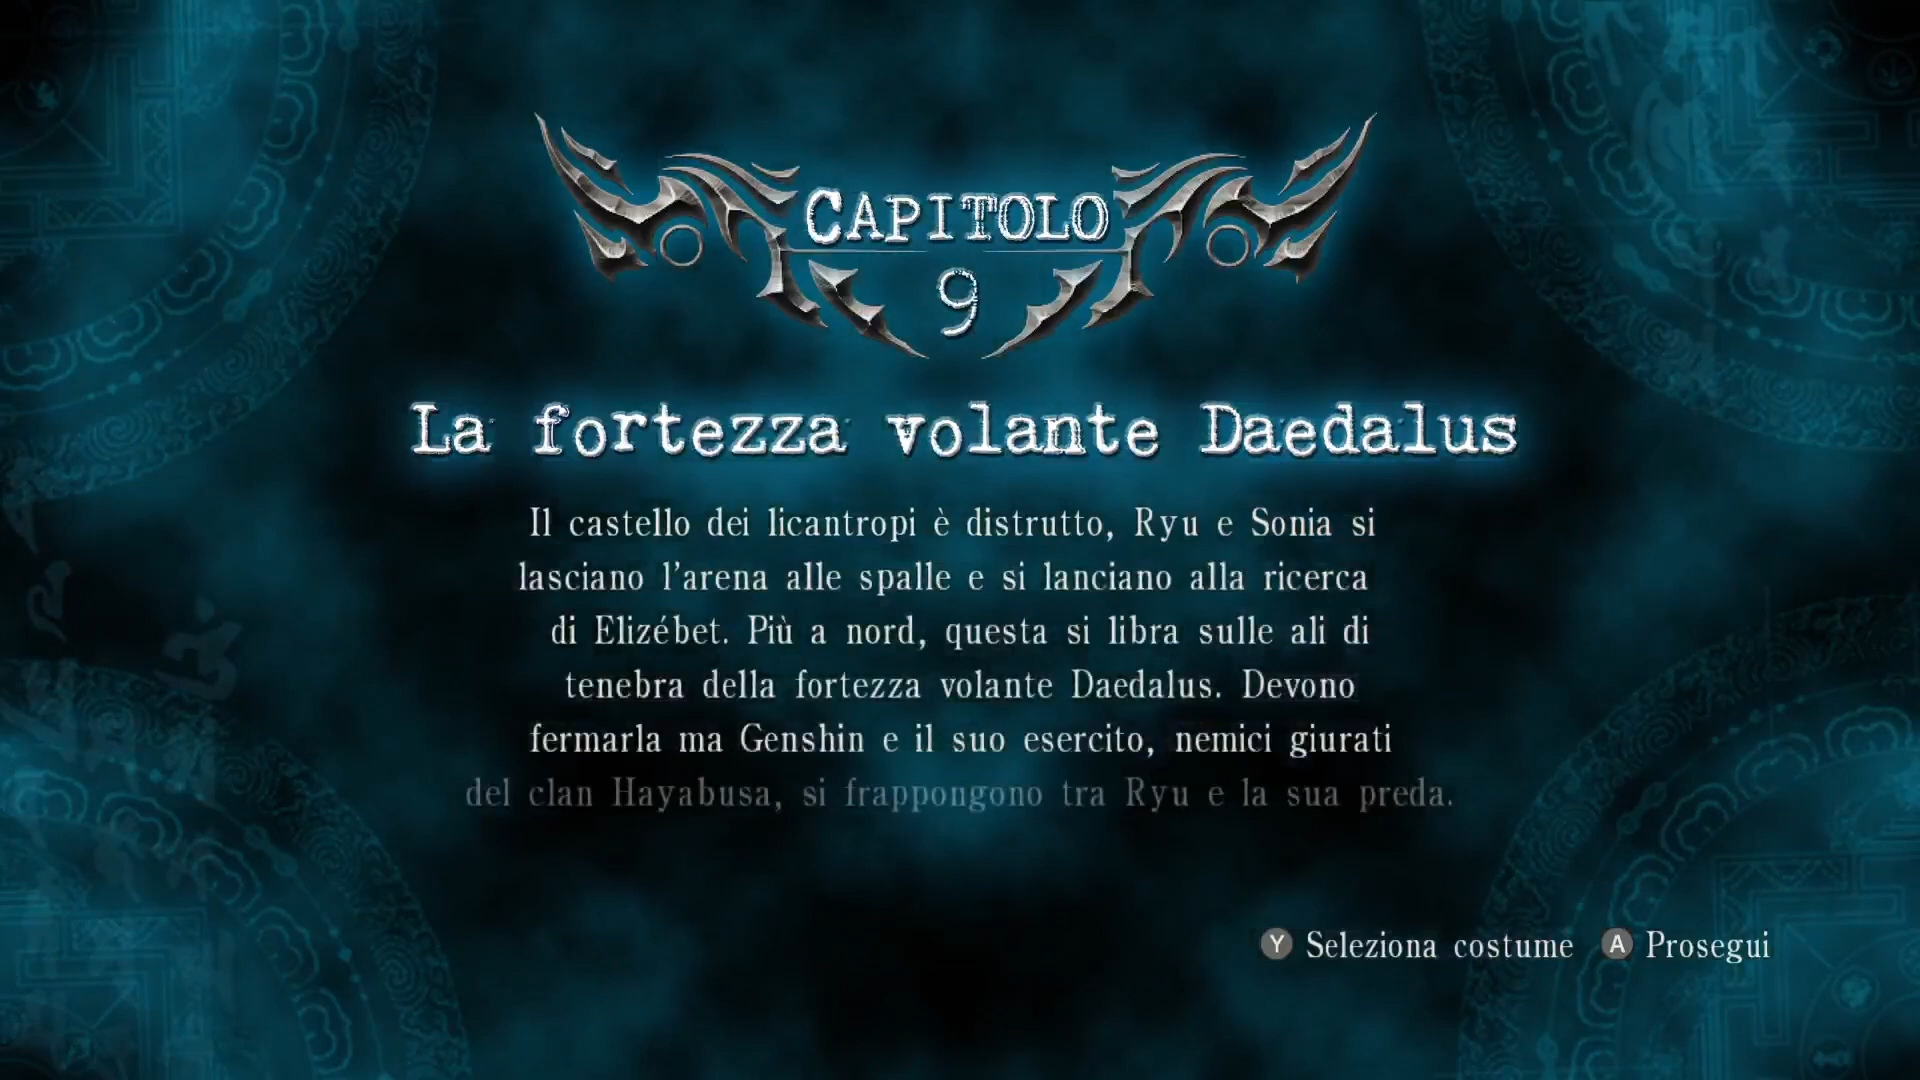 CAPITOLO
9
La fortezza volante Daedalus
Il castello dei licantropi è distrutto, Ryu e Sonia si
lasciano l'arena alle spalle e si lanciano alla ricerca
di Elizébet. Più a nord, questa si libra sulle ali di
tenebra della fortezza volante Daedalus. Devono
fermarla ma Genshin e il suo esercito, nemici giurati
del clan Hayabusa, si frappongono tra Ryu e la sua preda.
Y Seleziona costume A Prosegui